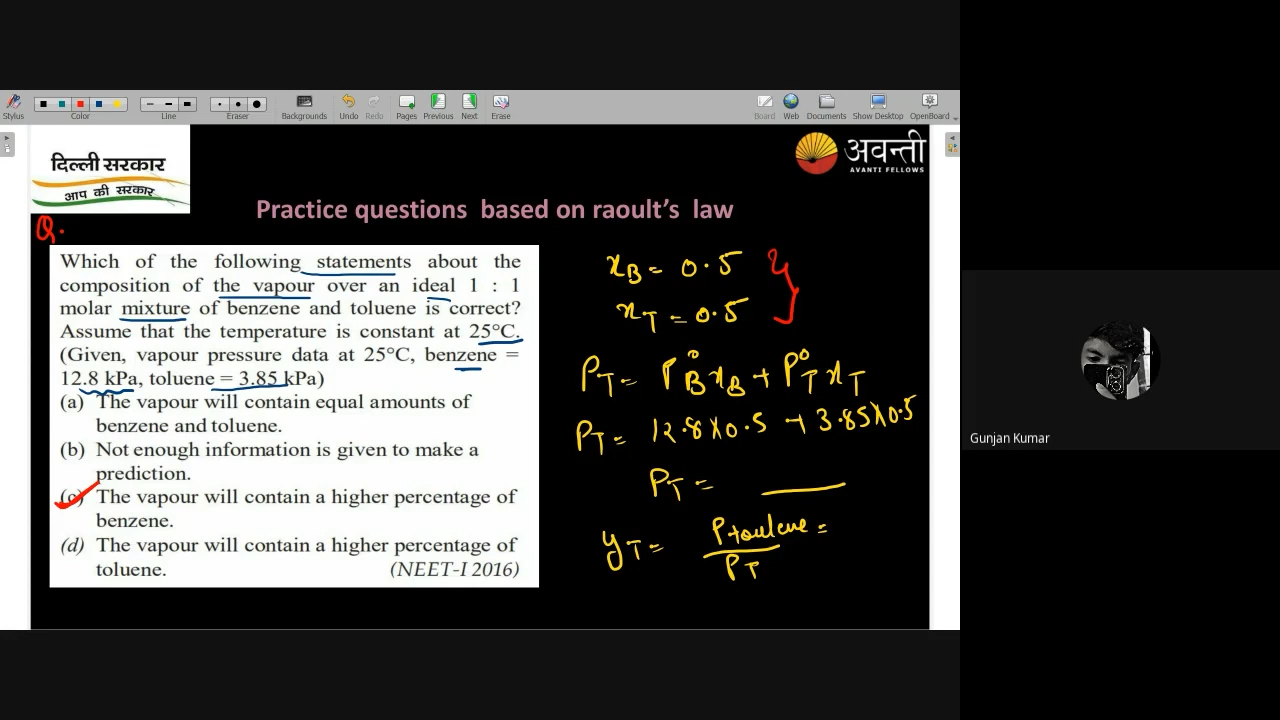 Stylus
Color
Line
Eraser
Backgrounds
Undo
Redo
Pages
Previous
Next
Erase
Board
Web
Documents
Show Desktop
OpenBoard
दिल्ली सरकार
आप की सरकार
अवन्ती
AVANTI FELLOWS
Practice questions based on raoult's law
Q.
Which of the following statements about the
composition of the vapour over an ideal 1 : 1
molar mixture of benzene and toluene is correct?
Assume that the temperature is constant at 25°C.
(Given, vapour pressure data at 25°C, benzene =
12.8 kPa, toluene = 3.85 kPa)
(a) The vapour will contain equal amounts of
benzene and toluene.
(b) Not enough information is given to make a
prediction.
(c) The vapour will contain a higher percentage of
benzene.
(d) The vapour will contain a higher percentage of
toluene. (NEET-I 2016)
xB = 0.5
xT = 0.5
PT = P°B xB + P°T xT
PT = 12.8 X 0.5 + 3.85 X 0.5
PT =
yT = Ptoulene =
PT
Gunjan Kumar